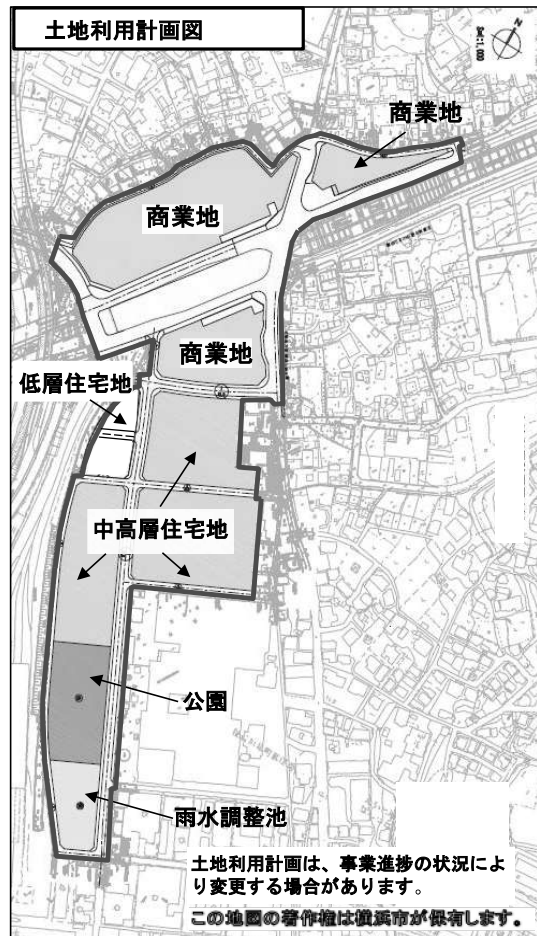 土地利用計画図
N
商業地
商業地
商業地
低層住宅地
中高層住宅地
公園
雨水調整池
土地利用計画は、事業進捗の状況によ
り変更する場合があります。
この地図の著作権は横浜市が保有します。